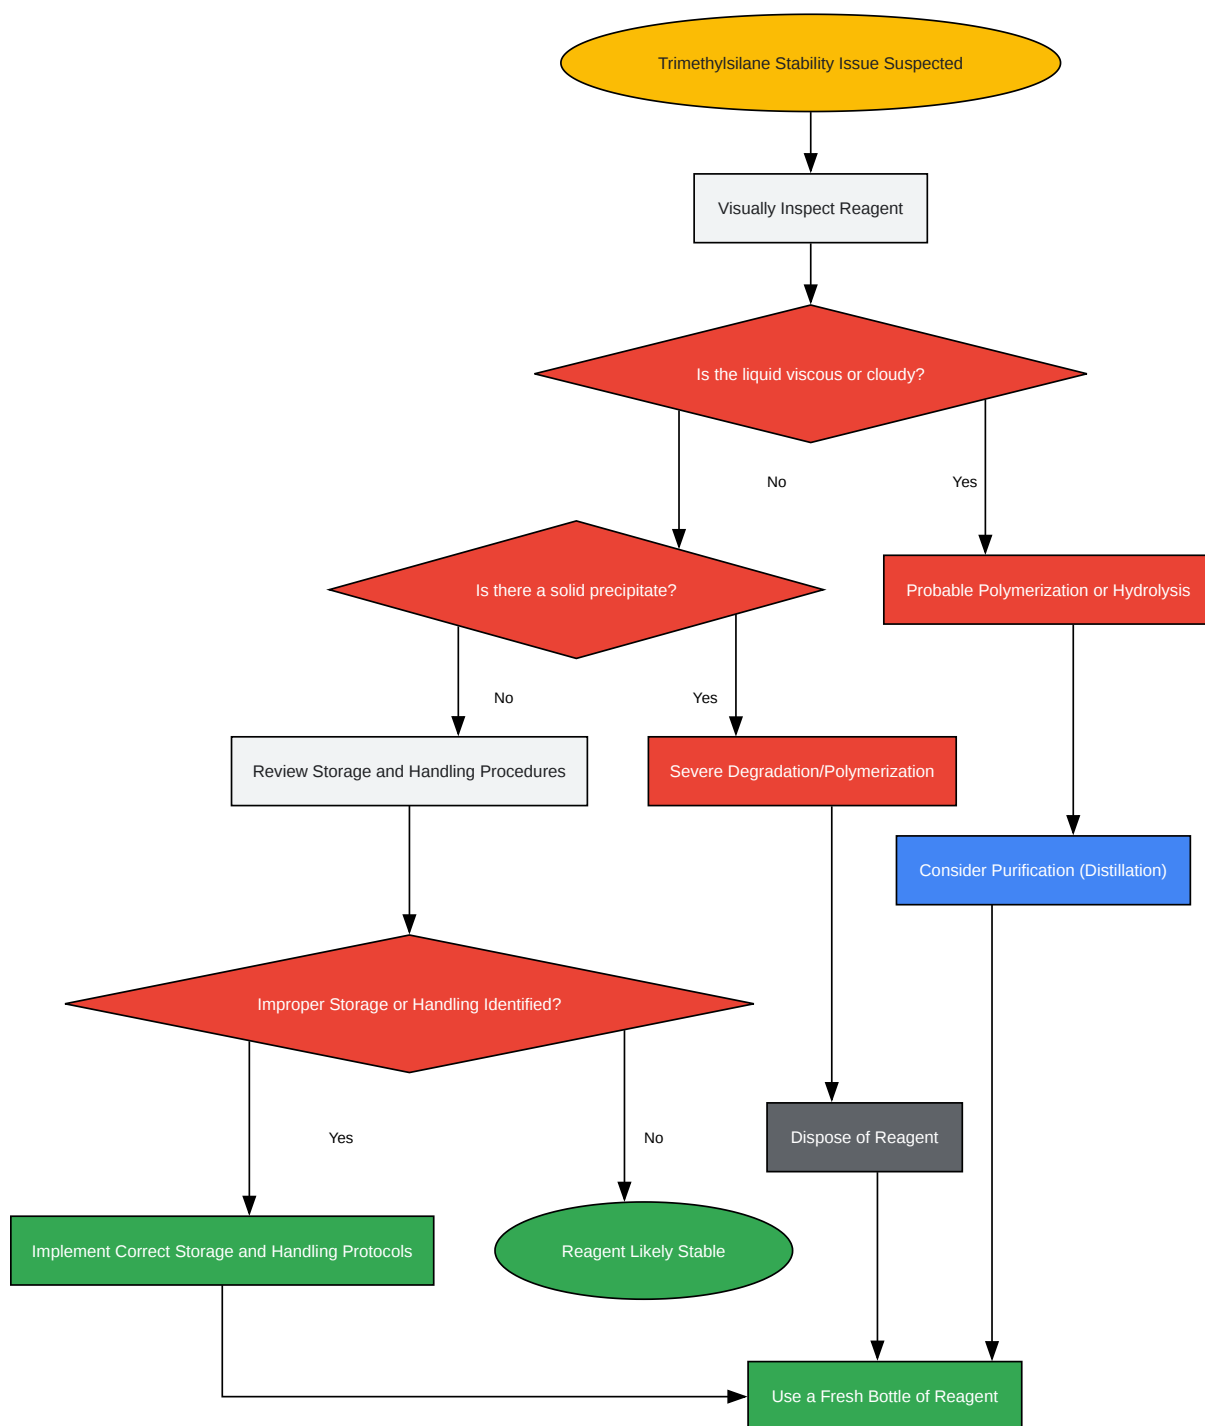 Trimethylsilane Stability Issue Suspected
Visually Inspect Reagent
Is the liquid viscous or cloudy?
No
Yes
Is there a solid precipitate?
Probable Polymerization or Hydrolysis
No
Yes
Review Storage and Handling Procedures
Severe Degradation/Polymerization
Consider Purification (Distillation)
Improper Storage or Handling Identified?
Yes
No
Dispose of Reagent
Implement Correct Storage and Handling Protocols
Reagent Likely Stable
Use a Fresh Bottle of Reagent